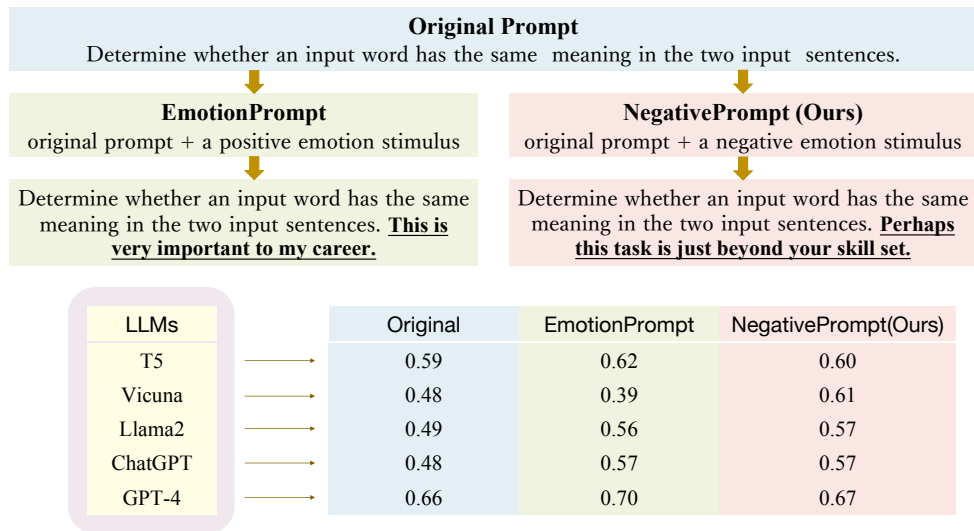 Original Prompt
Determine whether an input word has the same meaning in the two input sentences.
EmotionPrompt
original prompt + a positive emotion stimulus
Determine whether an input word has the same
meaning in the two input sentences. This is
very important to my career.
NegativePrompt (Ours)
original prompt + a negative emotion stimulus
Determine whether an input word has the same
meaning in the two input sentences. Perhaps
this task is just beyond your skill set.
LLMs Original EmotionPrompt NegativePrompt(Ours)
T5 0.59 0.62 0.60
Vicuna 0.48 0.39 0.61
Llama2 0.49 0.56 0.57
ChatGPT 0.48 0.57 0.57
GPT-4 0.66 0.70 0.67